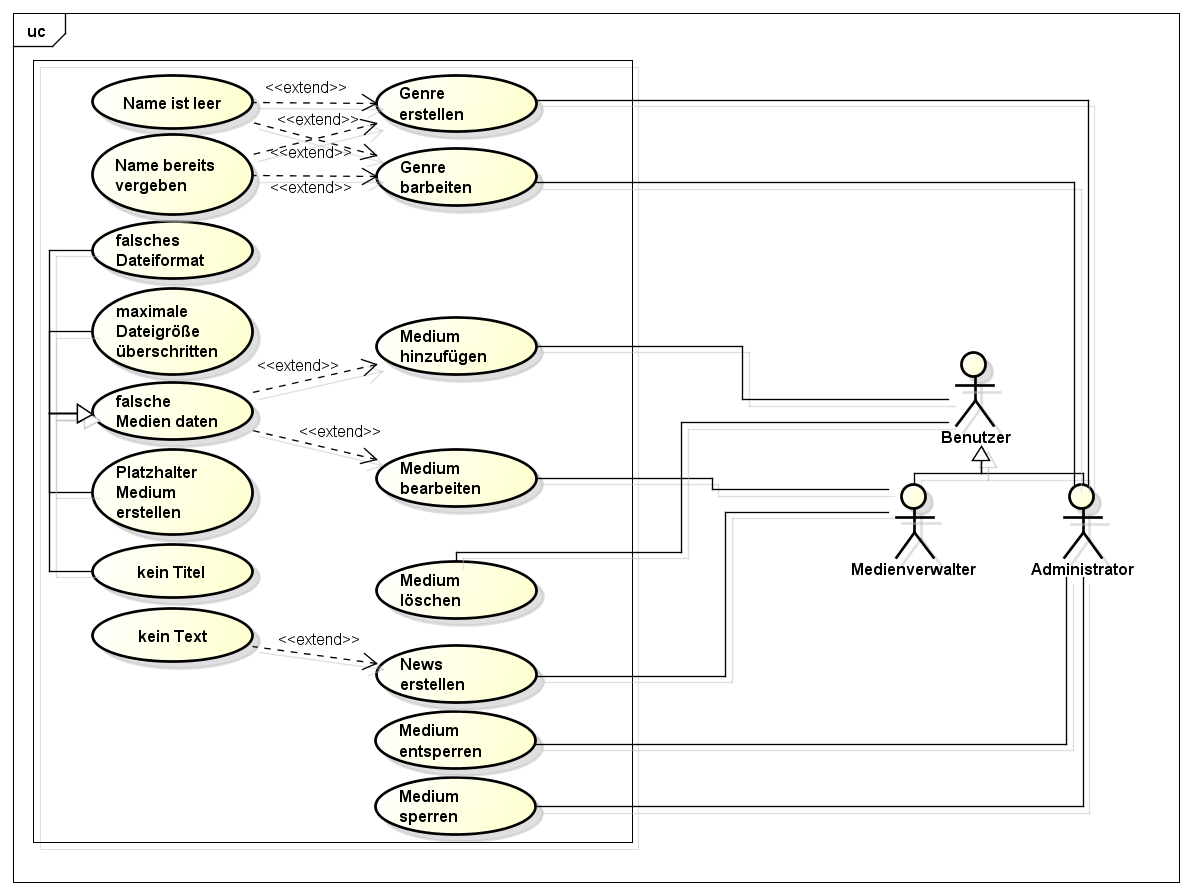 uc
Name ist leer
<<extend>>
Genre
erstellen
<<extend>>
Name bereits
vergeben
<<extend>>
<<extend>>
Genre
barbeiten
falsches
Dateiformat
maximale
Dateigröße
überschritten
<<extend>>
Medium
hinzufügen
falsche
Medien daten
<<extend>>
Benutzer
Platzhalter
Medium
erstellen
Medium
bearbeiten
kein Titel
Medium
löschen
Medienverwalter
Administrator
kein Text
<<extend>>
News
erstellen
Medium
entsperren
Medium
sperren